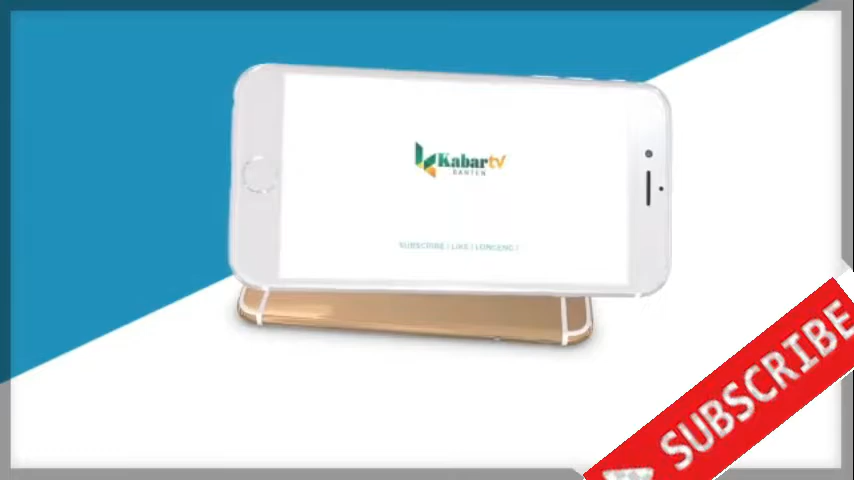 Kabartv
BANTEN
SUBSCRIBE | LIKE | LONCENG |
SUBSCRIBE